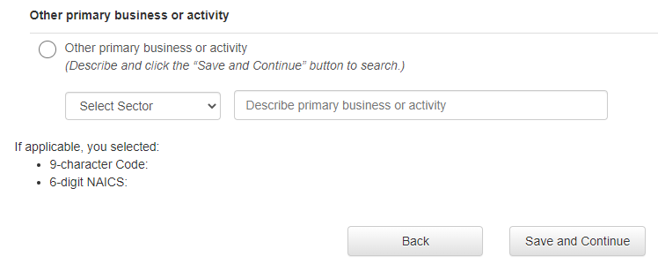 Other primary business or activity
Other primary business or activity
(Describe and click the “Save and Continue” button to search.)
Select Sector Describe primary business or activity
If applicable, you selected:
• 9-character Code:
• 6-digit NAICS:
Back Save and Continue